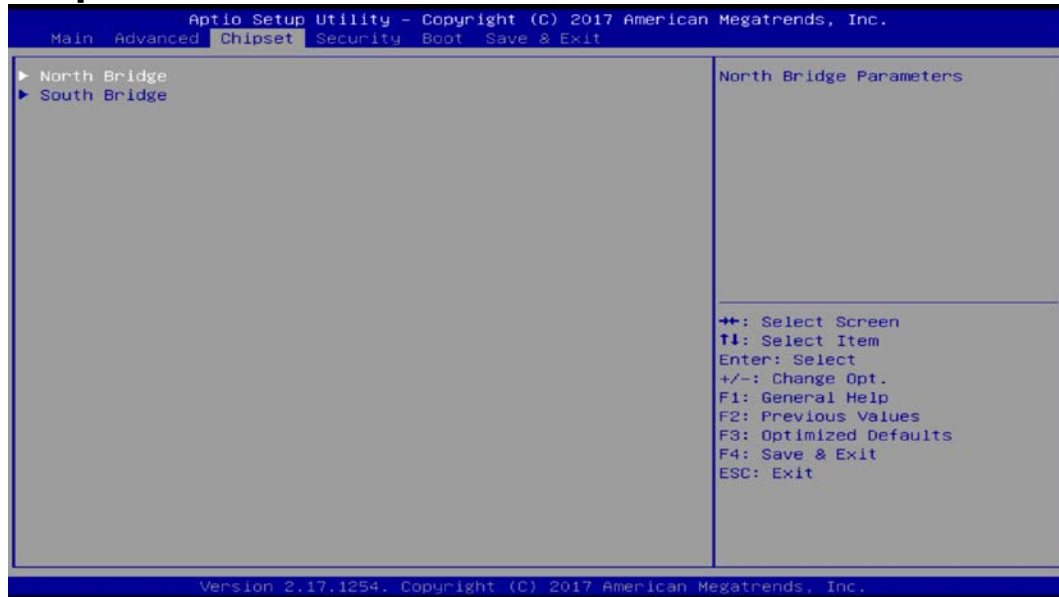 Aptio Setup Utility – Copyright (C) 2017 American Megatrends, Inc.
Main Advanced Chipset Security Boot Save & Exit
▶ North Bridge
▶ South Bridge
North Bridge Parameters
→←: Select Screen
↑↓: Select Item
Enter: Select
+/-: Change Opt.
F1: General Help
F2: Previous Values
F3: Optimized Defaults
F4: Save & Exit
ESC: Exit
Version 2.17.1254. Copyright (C) 2017 American Megatrends, Inc.